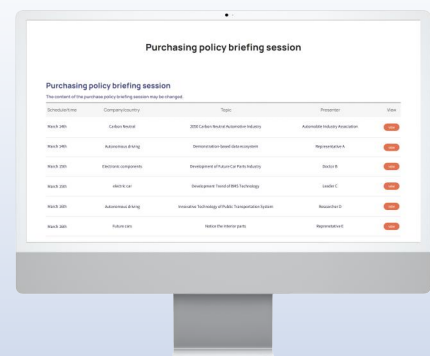 Purchasing policy briefing session
Purchasing policy briefing session
The content of the purchase policy briefing session may be changed.
Schedule/time Company/country Topic Presenter View
March 24th Carbon Neutral 2050 Carbon Neutral Automotive Industry Automobile Industry Association
March 24th Autonomous driving Demonstration-based data ecosystem Representative A
March 25th Electronic components Development of Future Car Parts Industry Doctor B
March 25th electric car Development Trend of BMS Technology Leader C
March 26th Autonomous driving Innovative Technology of Public Transportation System Researcher D
March 26th Future cars Notice the interior parts Representative E